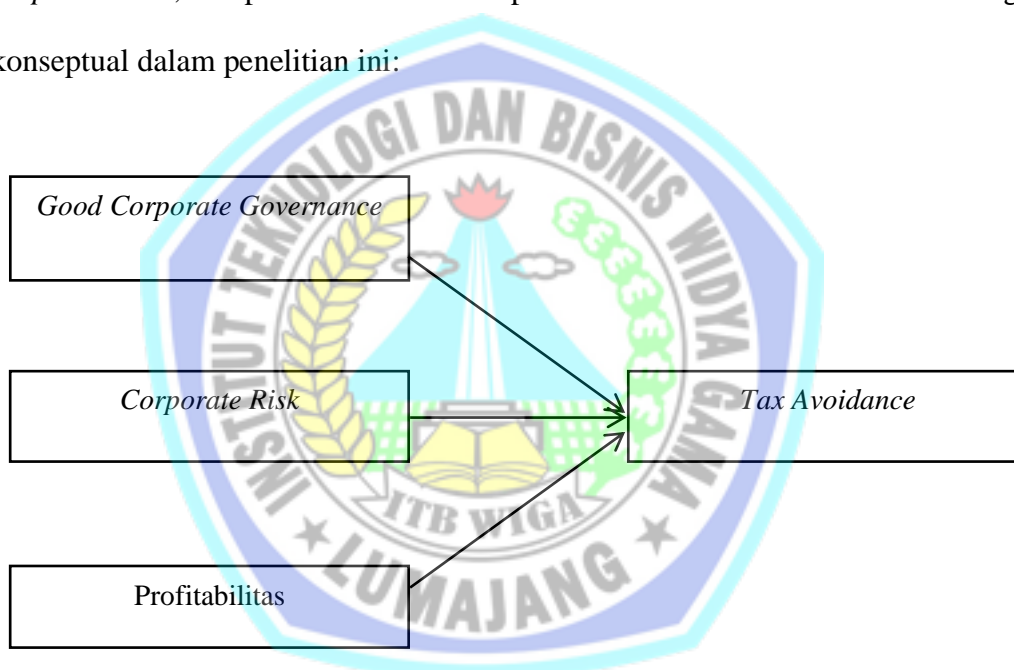 konseptual dalam penelitian ini:
INSTITUT TEKNOLOGI DAN BISNIS WIDYA GAMA
Good Corporate Governance
Corporate Risk
Tax Avoidance
ITB WIGA
Profitabilitas
LUMAJANG